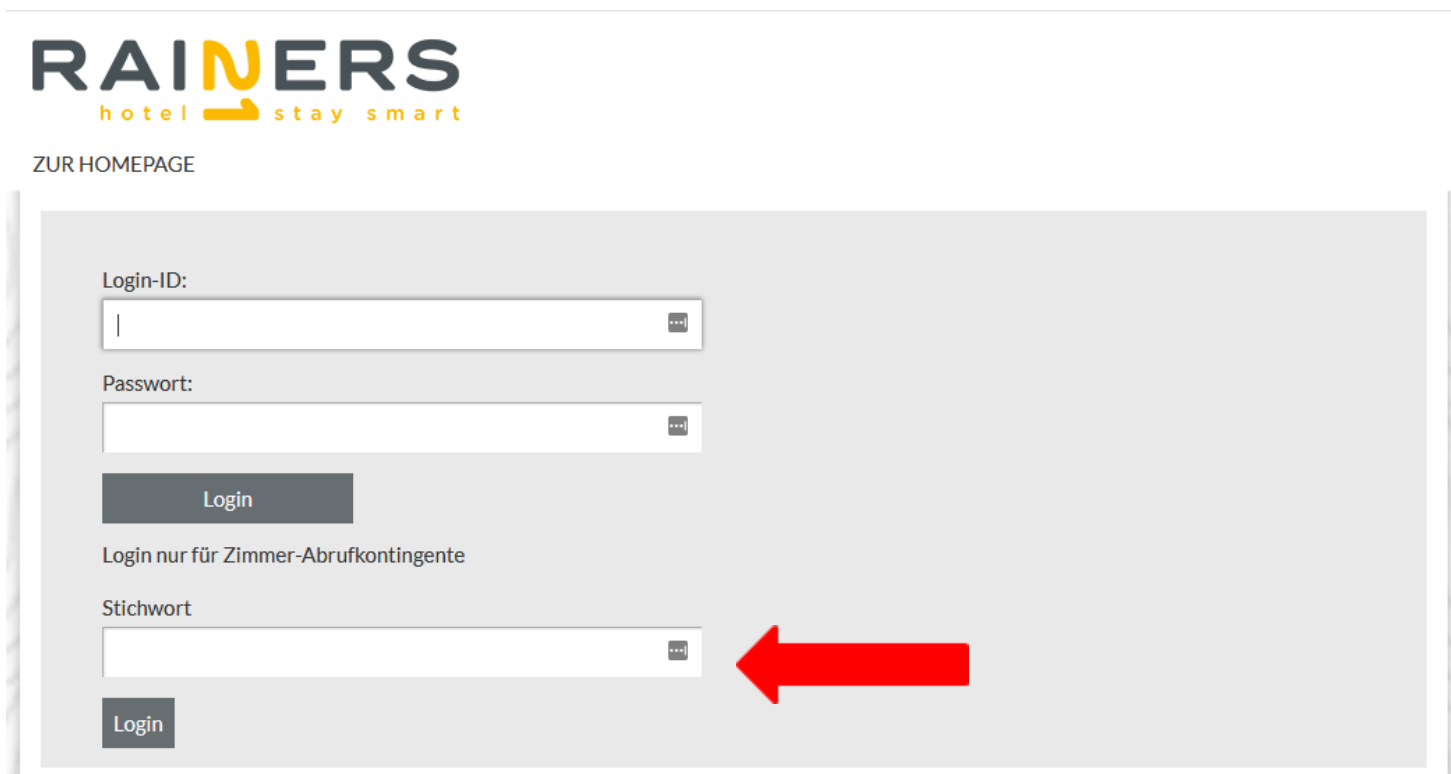 RAINERS
hotel stay smart
ZUR HOMEPAGE
Login-ID:
Passwort:
Login
Login nur für Zimmer-Abrufkontingente
Stichwort
Login